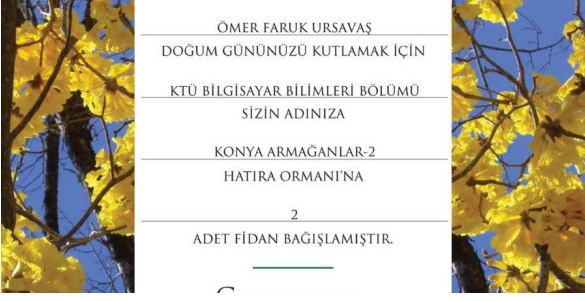 ÖMER FARUK URSAVAŞ
DOĞUM GÜNÜNÜZÜ KUTLAMAK İÇİN
KTÜ BİLGİSAYAR BİLİMLERİ BÖLÜMÜ
SİZİN ADINIZA
KONYA ARMAĞANLAR-2
HATIRA ORMANI'NA
2
ADET FİDAN BAĞIŞLAMIŞTIR.